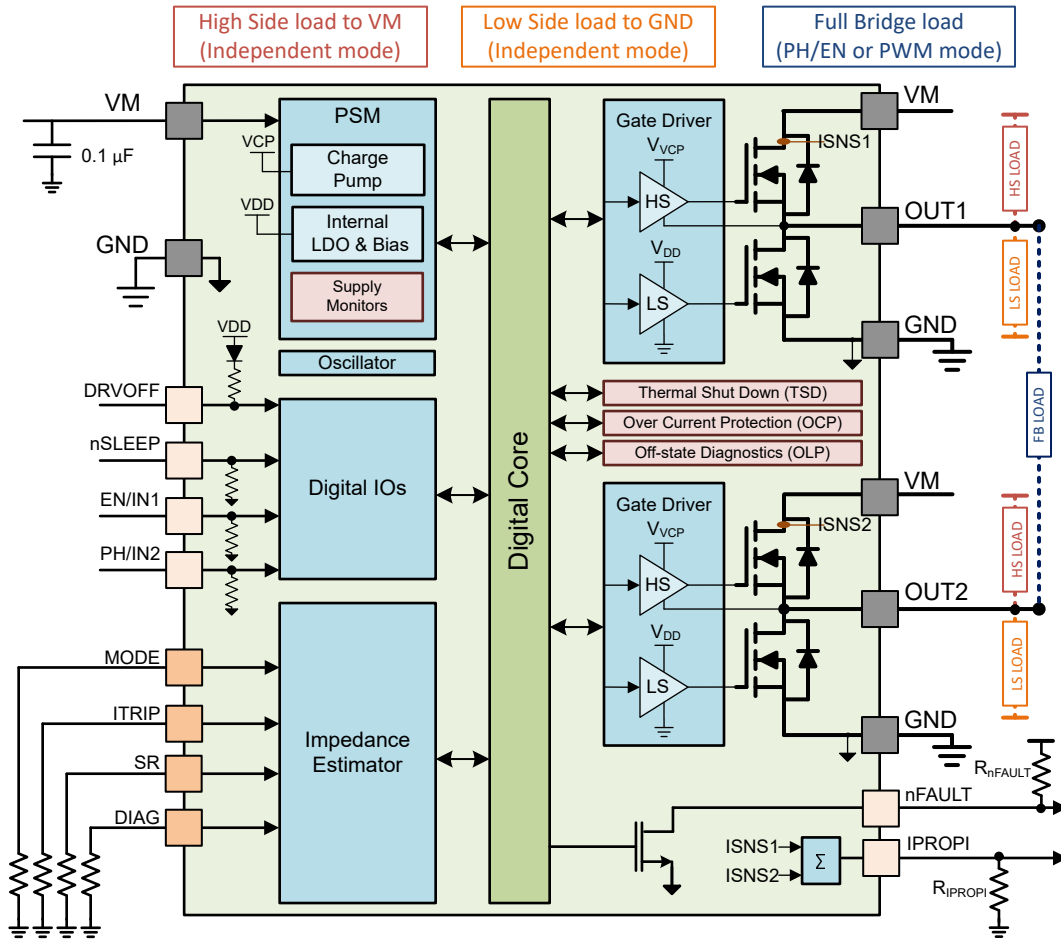 High Side load to VM
(Independent mode)
Low Side load to GND
(Independent mode)
Full Bridge load
(PH/EN or PWM mode)
VM
0.1 µF
GND
PSM
VCP
Charge
Pump
VDD
Internal
LDO & Bias
Supply
Monitors
Oscillator
VDD
DRVOFF
nSLEEP
EN/IN1
PH/IN2
Digital IOs
MODE
ITRIP
SR
DIAG
Impedance
Estimator
Digital Core
Gate Driver
VVCP
HS
VDD
LS
ISNS1
VM
OUT1
GND
HS LOAD
LS LOAD
FB LOAD
Thermal Shut Down (TSD)
Over Current Protection (OCP)
Off-state Diagnostics (OLP)
Gate Driver
VVCP
HS
VDD
LS
ISNS2
VM
OUT2
GND
HS LOAD
LS LOAD
RnFAULT
nFAULT
ISNS1
ISNS2
Σ
IPROPI
RIPROPI